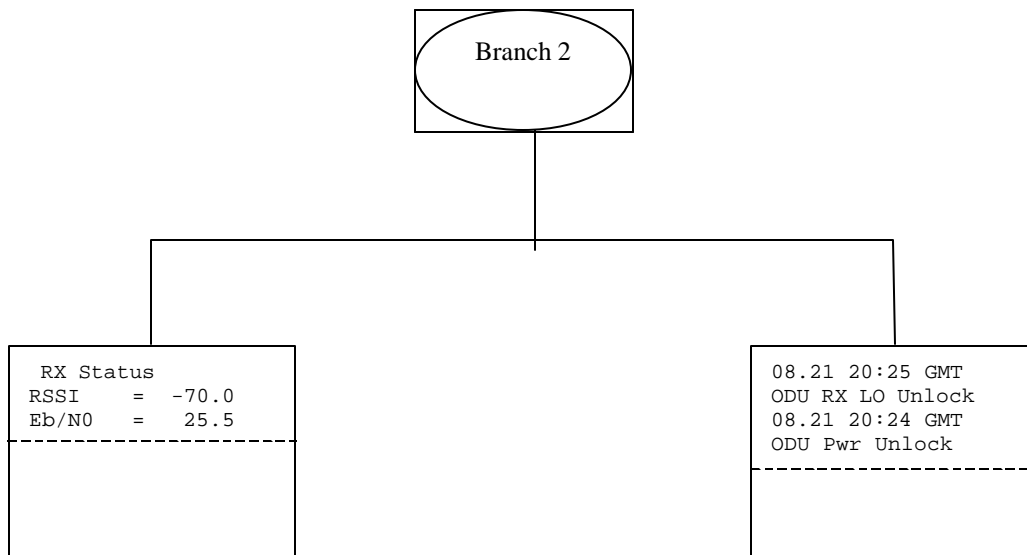 Branch 2
RX Status
RSSI = -70.0
Eb/N0 = 25.5
08.21 20:25 GMT
ODU RX LO Unlock
08.21 20:24 GMT
ODU Pwr Unlock